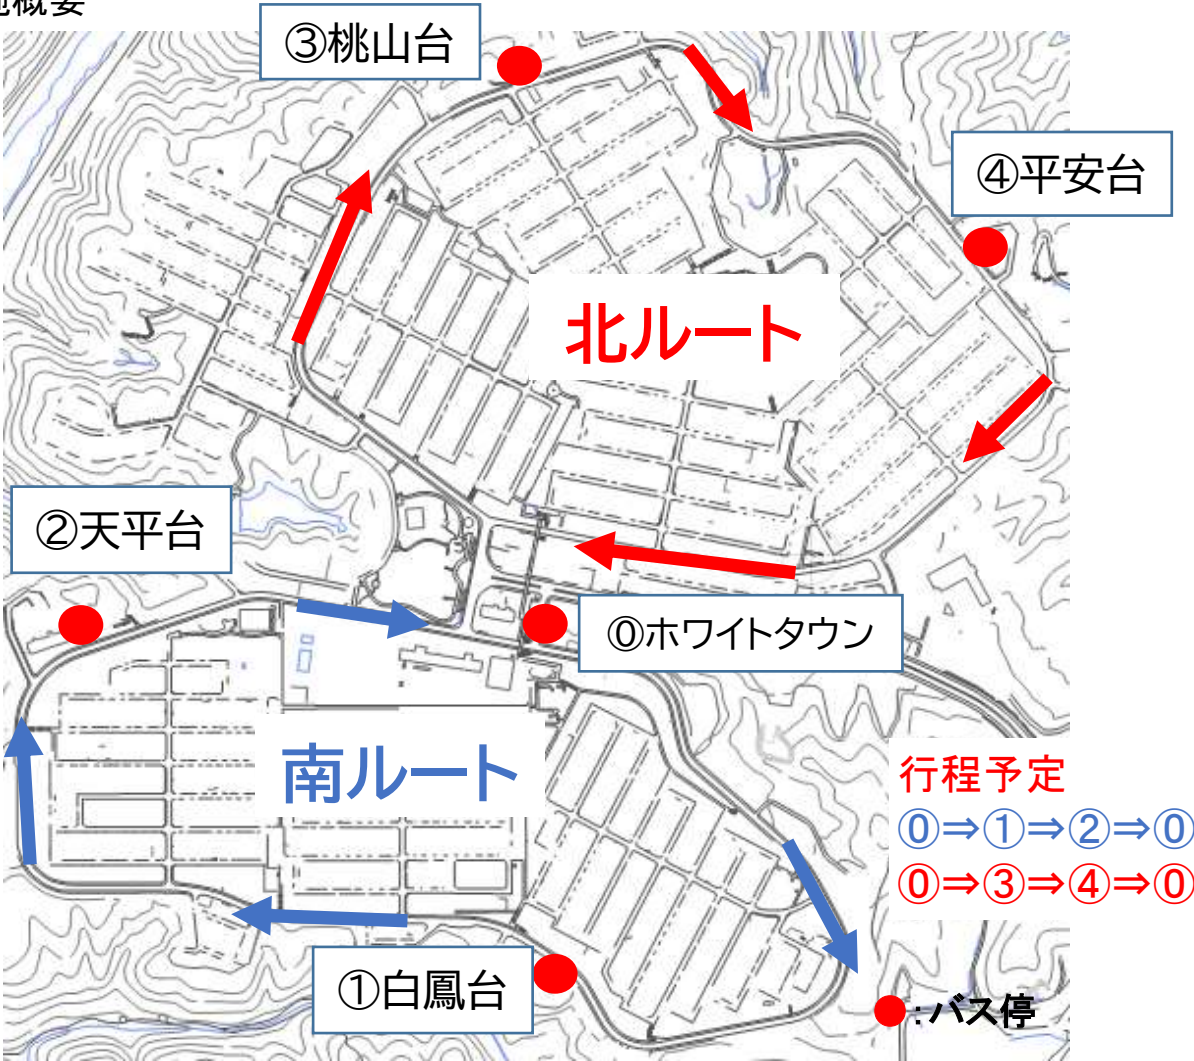 概要
③桃山台
④平安台
北ルート
②天平台
⓪ホワイトタウン
南ルート
行程予定
⓪⇒①⇒②⇒⓪
⓪⇒③⇒④⇒⓪
①白鳳台
：バス停